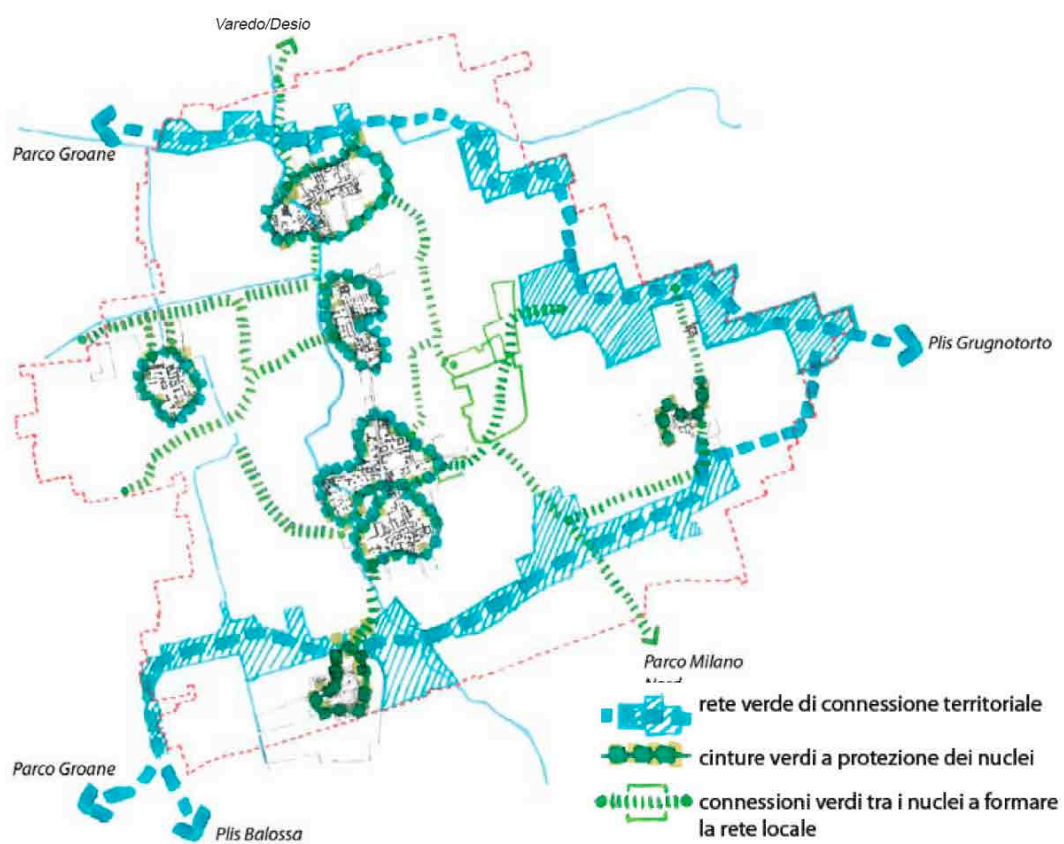 Varedo/Desio
Parco Groane
Plis Grugnotorto
Parco Milano
rete verde di connessione territoriale
cinture verdi a protezione dei nuclei
Parco Groane
connessioni verdi tra i nuclei a formare
la rete locale
Plis Balossa